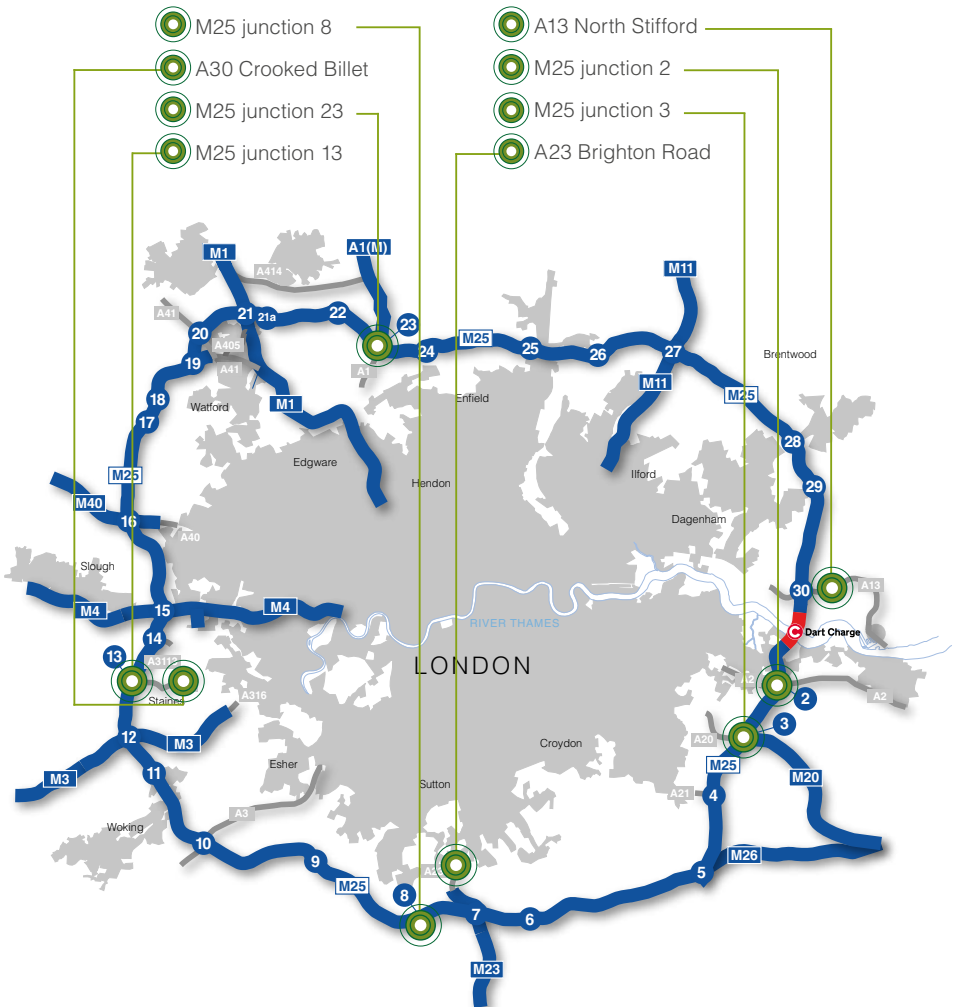 M25 junction 8
A30 Crooked Billet
M25 junction 23
M25 junction 13
A13 North Stifford
M25 junction 2
M25 junction 3
A23 Brighton Road
M1
A414
A1(M)
M11
A41
20
21
21a
22
23
A405
19
A41
A1
24
M25
25
26
27
Brentwood
M11
M25
18
Watford
M1
Enfield
17
28
Edgware
Hendon
Ilford
29
M25
M40
16
A40
Dagenham
Slough
M4
15
M4
30
A13
RIVER THAMES
C Dart Charge
14
13
A3113
LONDON
Staines
A316
A2
2
A2
3
12
M3
A20
M3
11
Esher
Croydon
M25
M20
Sutton
A21
4
A3
Woking
10
9
M26
5
M25
8
7
6
M23